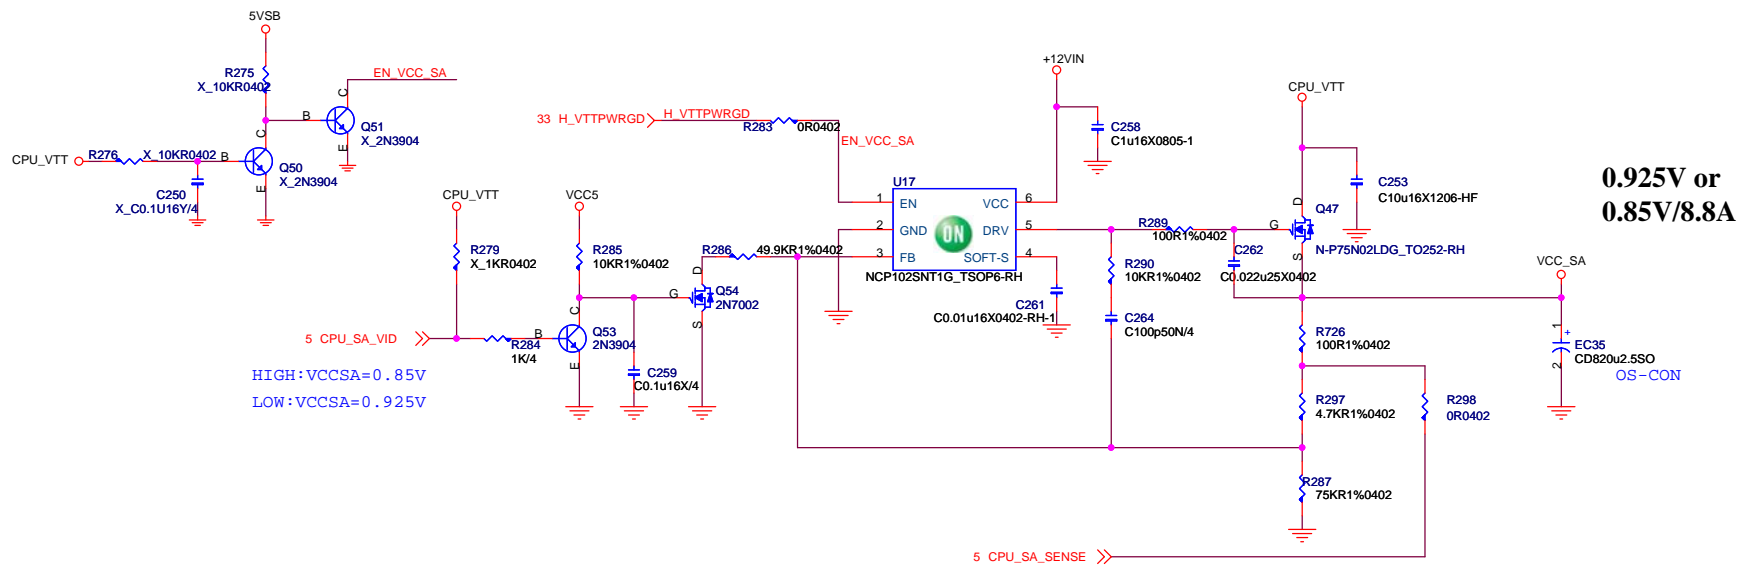 5VSB
R275
X_10KR0402
EN_VCC_SA
C
B
Q51
X_2N3904
E
CPU_VTT
R276
X_10KR0402
B
C
Q50
X_2N3904
E
C250
X_C0.1U16Y/4
33 H_VTTPWRGD
H_VTTPWRGD
R283
0R0402
EN_VCC_SA
+12VIN
C258
C1u16X0805-1
CPU_VTT
C253
C10u16X1206-HF
0.925V or
0.85V/8.8A
CPU_VTT
R279
X_1KR0402
VCC5
R285
10KR1%0402
R286
49.9KR1%0402
U17
1
EN
VCC
6
2
GND
DRV
5
3
FB
SOFT-S
4
ON
NCP102SNT1G_TSOP6-RH
R289
100R1%0402
R290
10KR1%0402
C262
C0.022u25X0402
D
G
S
Q47
N-P75N02LDG_TO252-RH
VCC_SA
5 CPU_SA_VID
R284
1K/4
B
C
E
Q53
2N3904
G
D
S
Q54
2N7002
C259
C0.1u16X/4
C261
C0.01u16X0402-RH-1
C264
C100p50N/4
R726
100R1%0402
1
+
2
EC35
CD820u2.5SO
OS-CON
HIGH:VCCSA=0.85V
LOW:VCCSA=0.925V
R297
4.7KR1%0402
R298
0R0402
R287
75KR1%0402
5 CPU_SA_SENSE